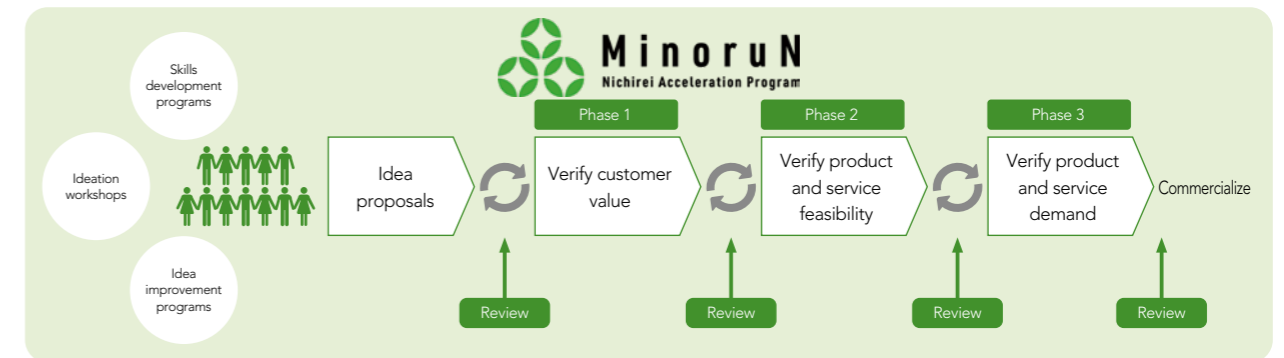 MinoruN
Nichirei Acceleration Program
Skills
development
programs
Ideation
workshops
Idea
improvement
programs
Idea
proposals
Phase 1
Verify customer
value
Phase 2
Verify product
and service
feasibility
Phase 3
Verify product
and service
demand
Commercialize
Review
Review
Review
Review